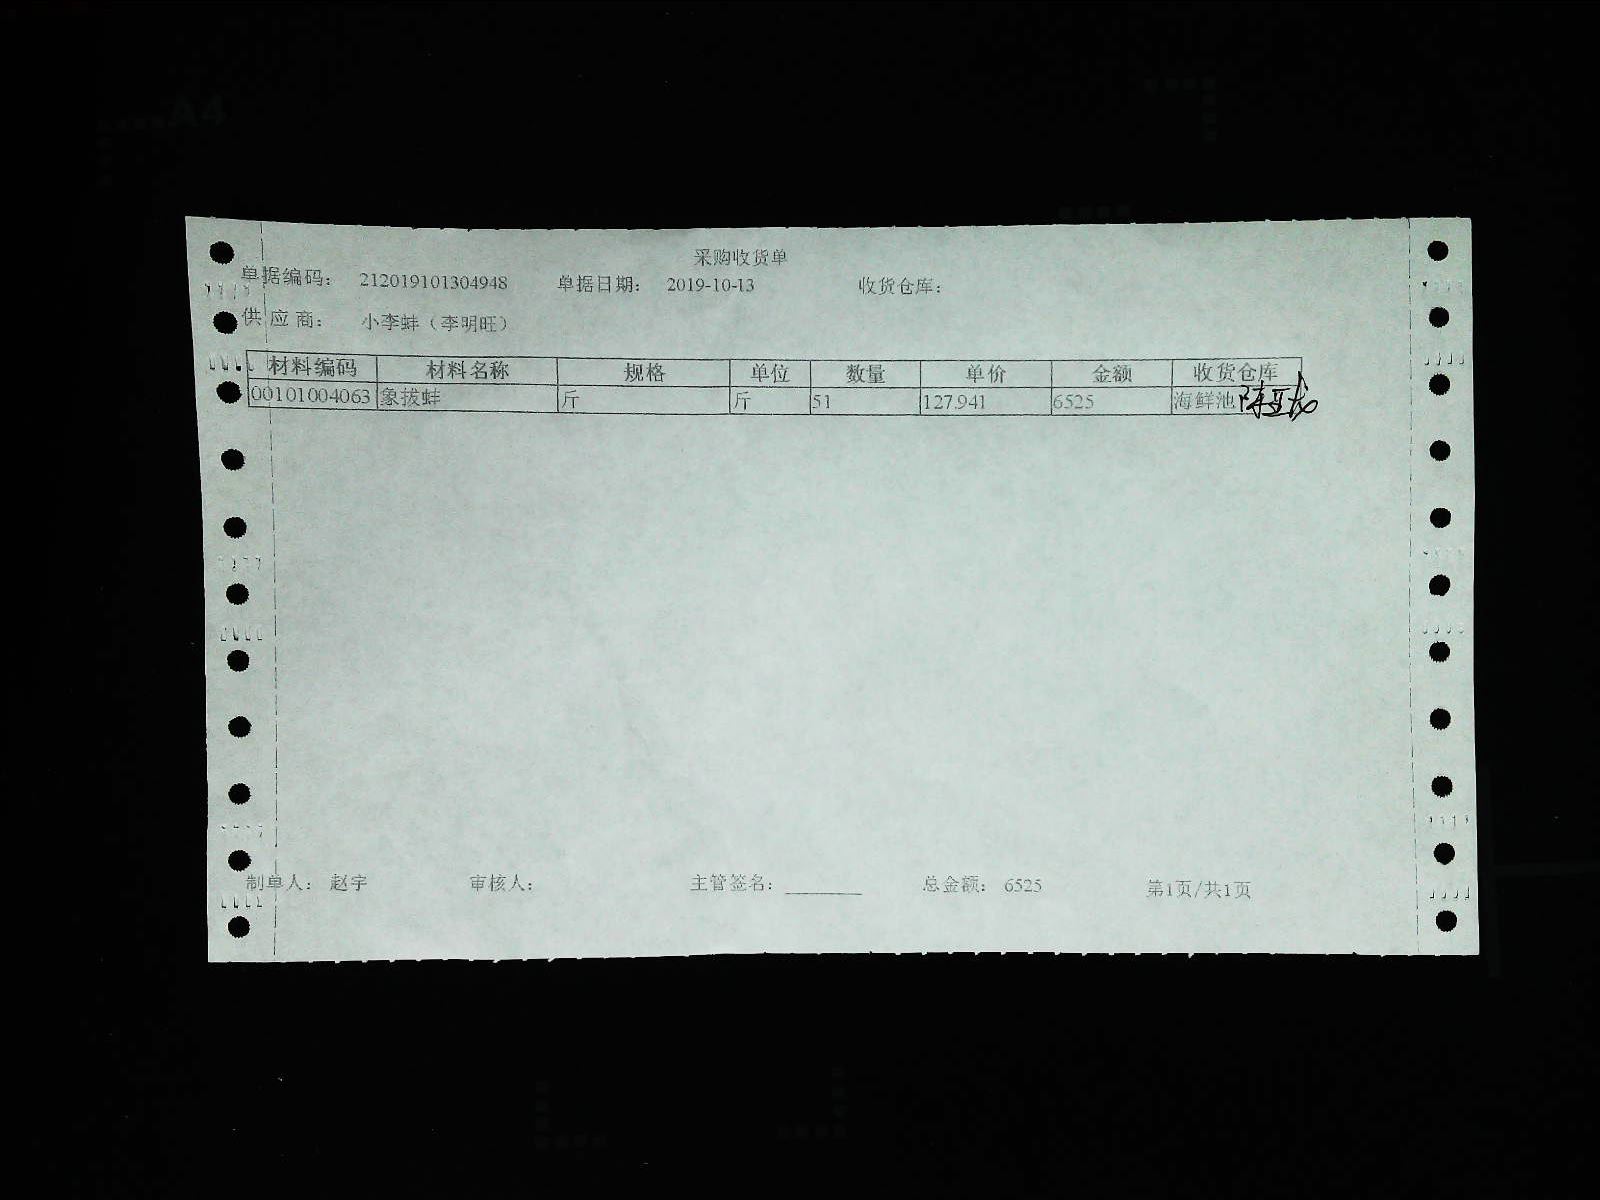 采购收货单
单据编码： 212019101304948 单据日期： 2019-10-13 收货仓库：
供 应 商： 小李蚌（李明旺）
材料编码 材料名称 规格 单位 数量 单价 金额 收货仓库
00101004063 象拔蚌 斤 斤 51 127.941 6525 海鲜池
制单人： 赵宇 审核人： 主管签名： 总金额： 6525 第1页/共1页